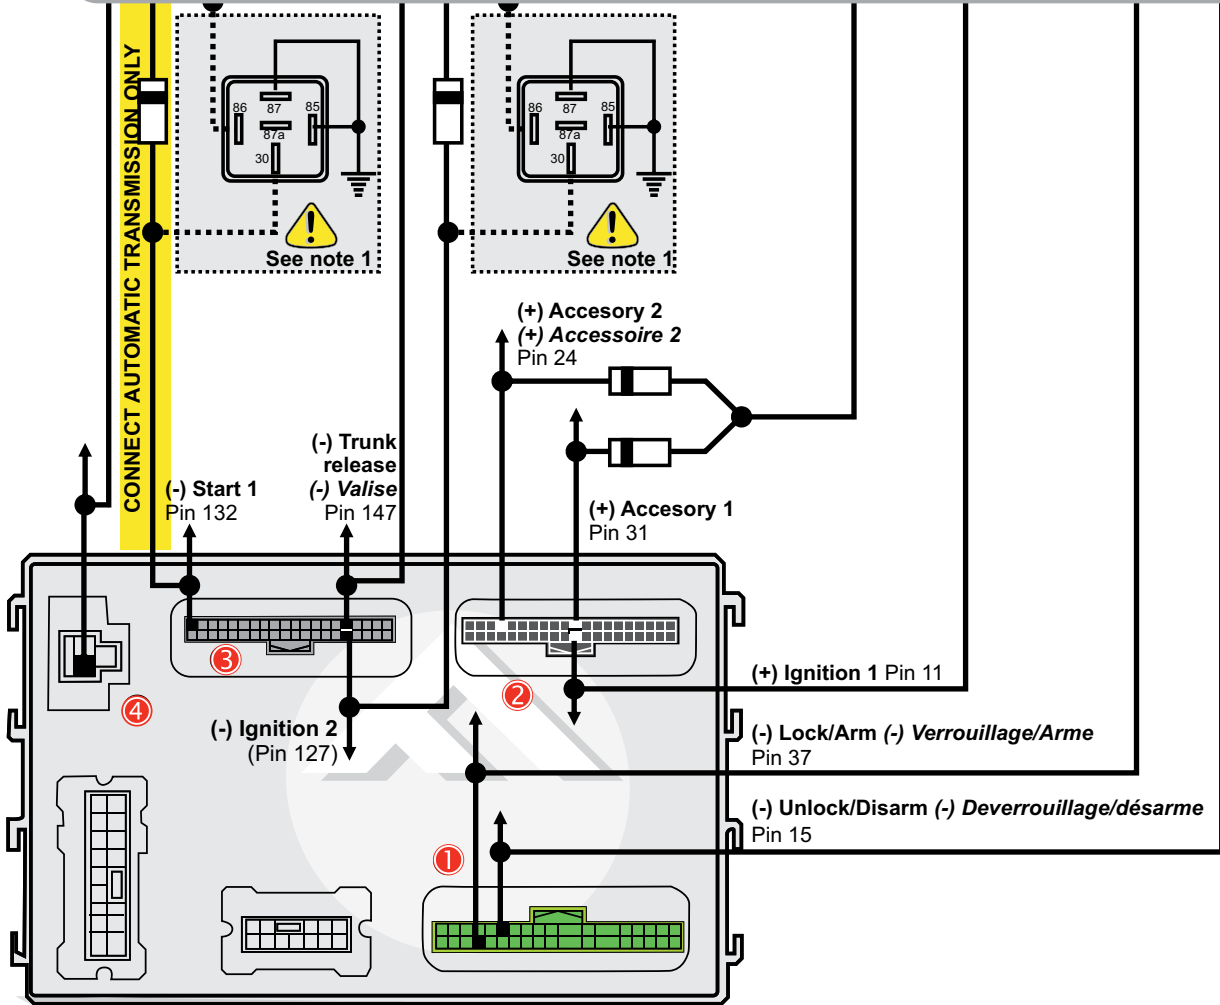 CONNECT AUTOMATIC TRANSMISSION ONLY
86
87
85
87a
30
See note 1
86
87
85
87a
30
See note 1
(+) Accesory 2
(+) Accessoire 2
Pin 24
(-) Trunk
release
(-) Valise
Pin 147
(-) Start 1
Pin 132
(+) Accesory 1
Pin 31
3
2
4
(+) Ignition 1 Pin 11
(-) Ignition 2
(Pin 127)
(-) Lock/Arm (-) Verrouillage/Arme
Pin 37
(-) Unlock/Disarm (-) Deverrouillage/désarme
Pin 15
1